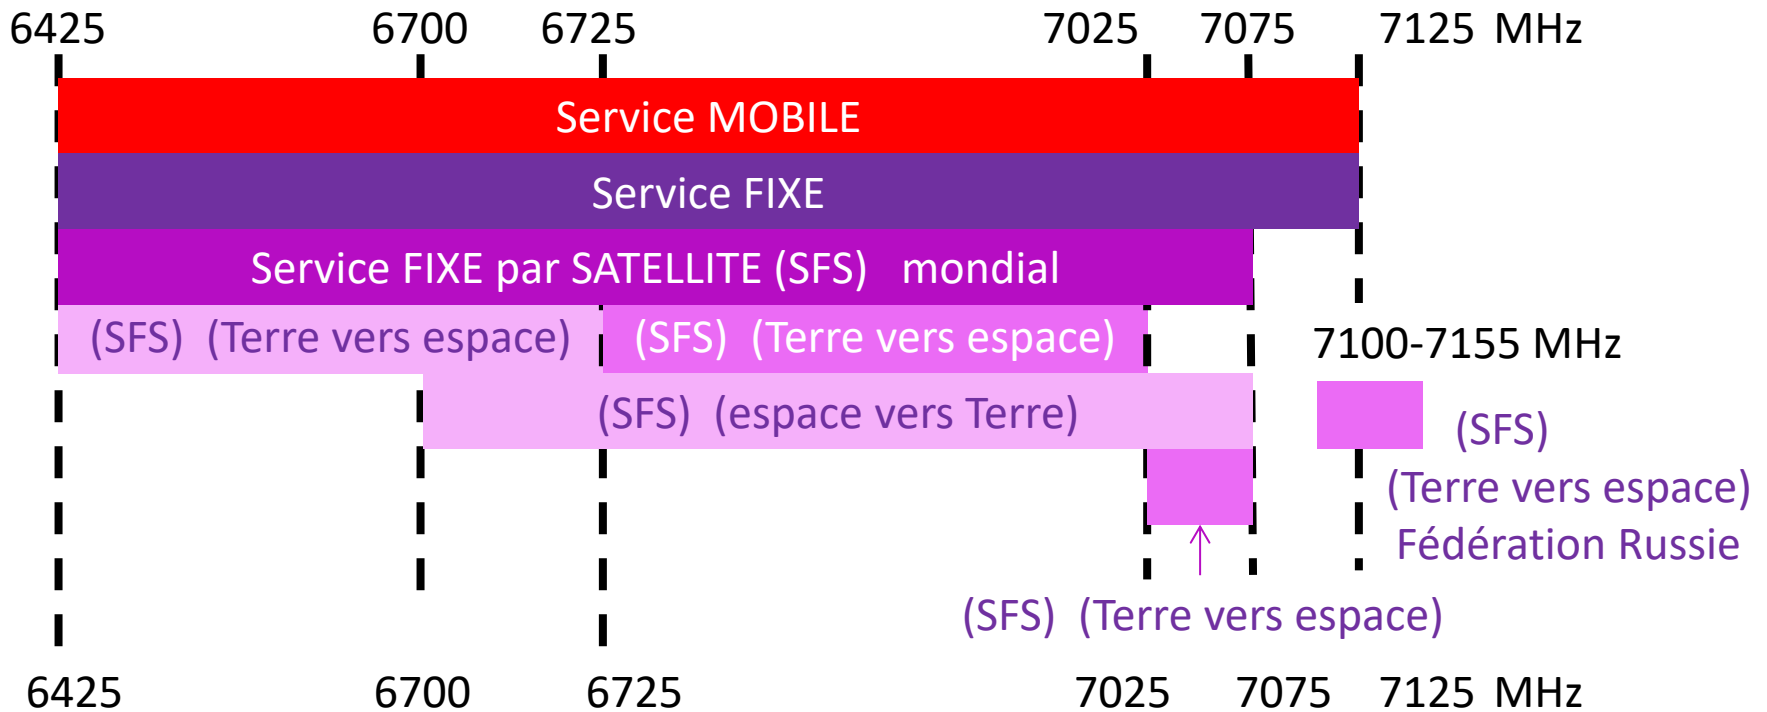 6425 6700 6725 7025 7075 7125 MHz
Service MOBILE
Service FIXE
Service FIXE par SATELLITE (SFS) mondial
(SFS) (Terre vers espace)
(SFS) (Terre vers espace)
7100-7155 MHz
(SFS) (espace vers Terre)
(SFS)
(Terre vers espace)
Fédération Russie
(SFS) (Terre vers espace)
6425 6700 6725 7025 7075 7125 MHz